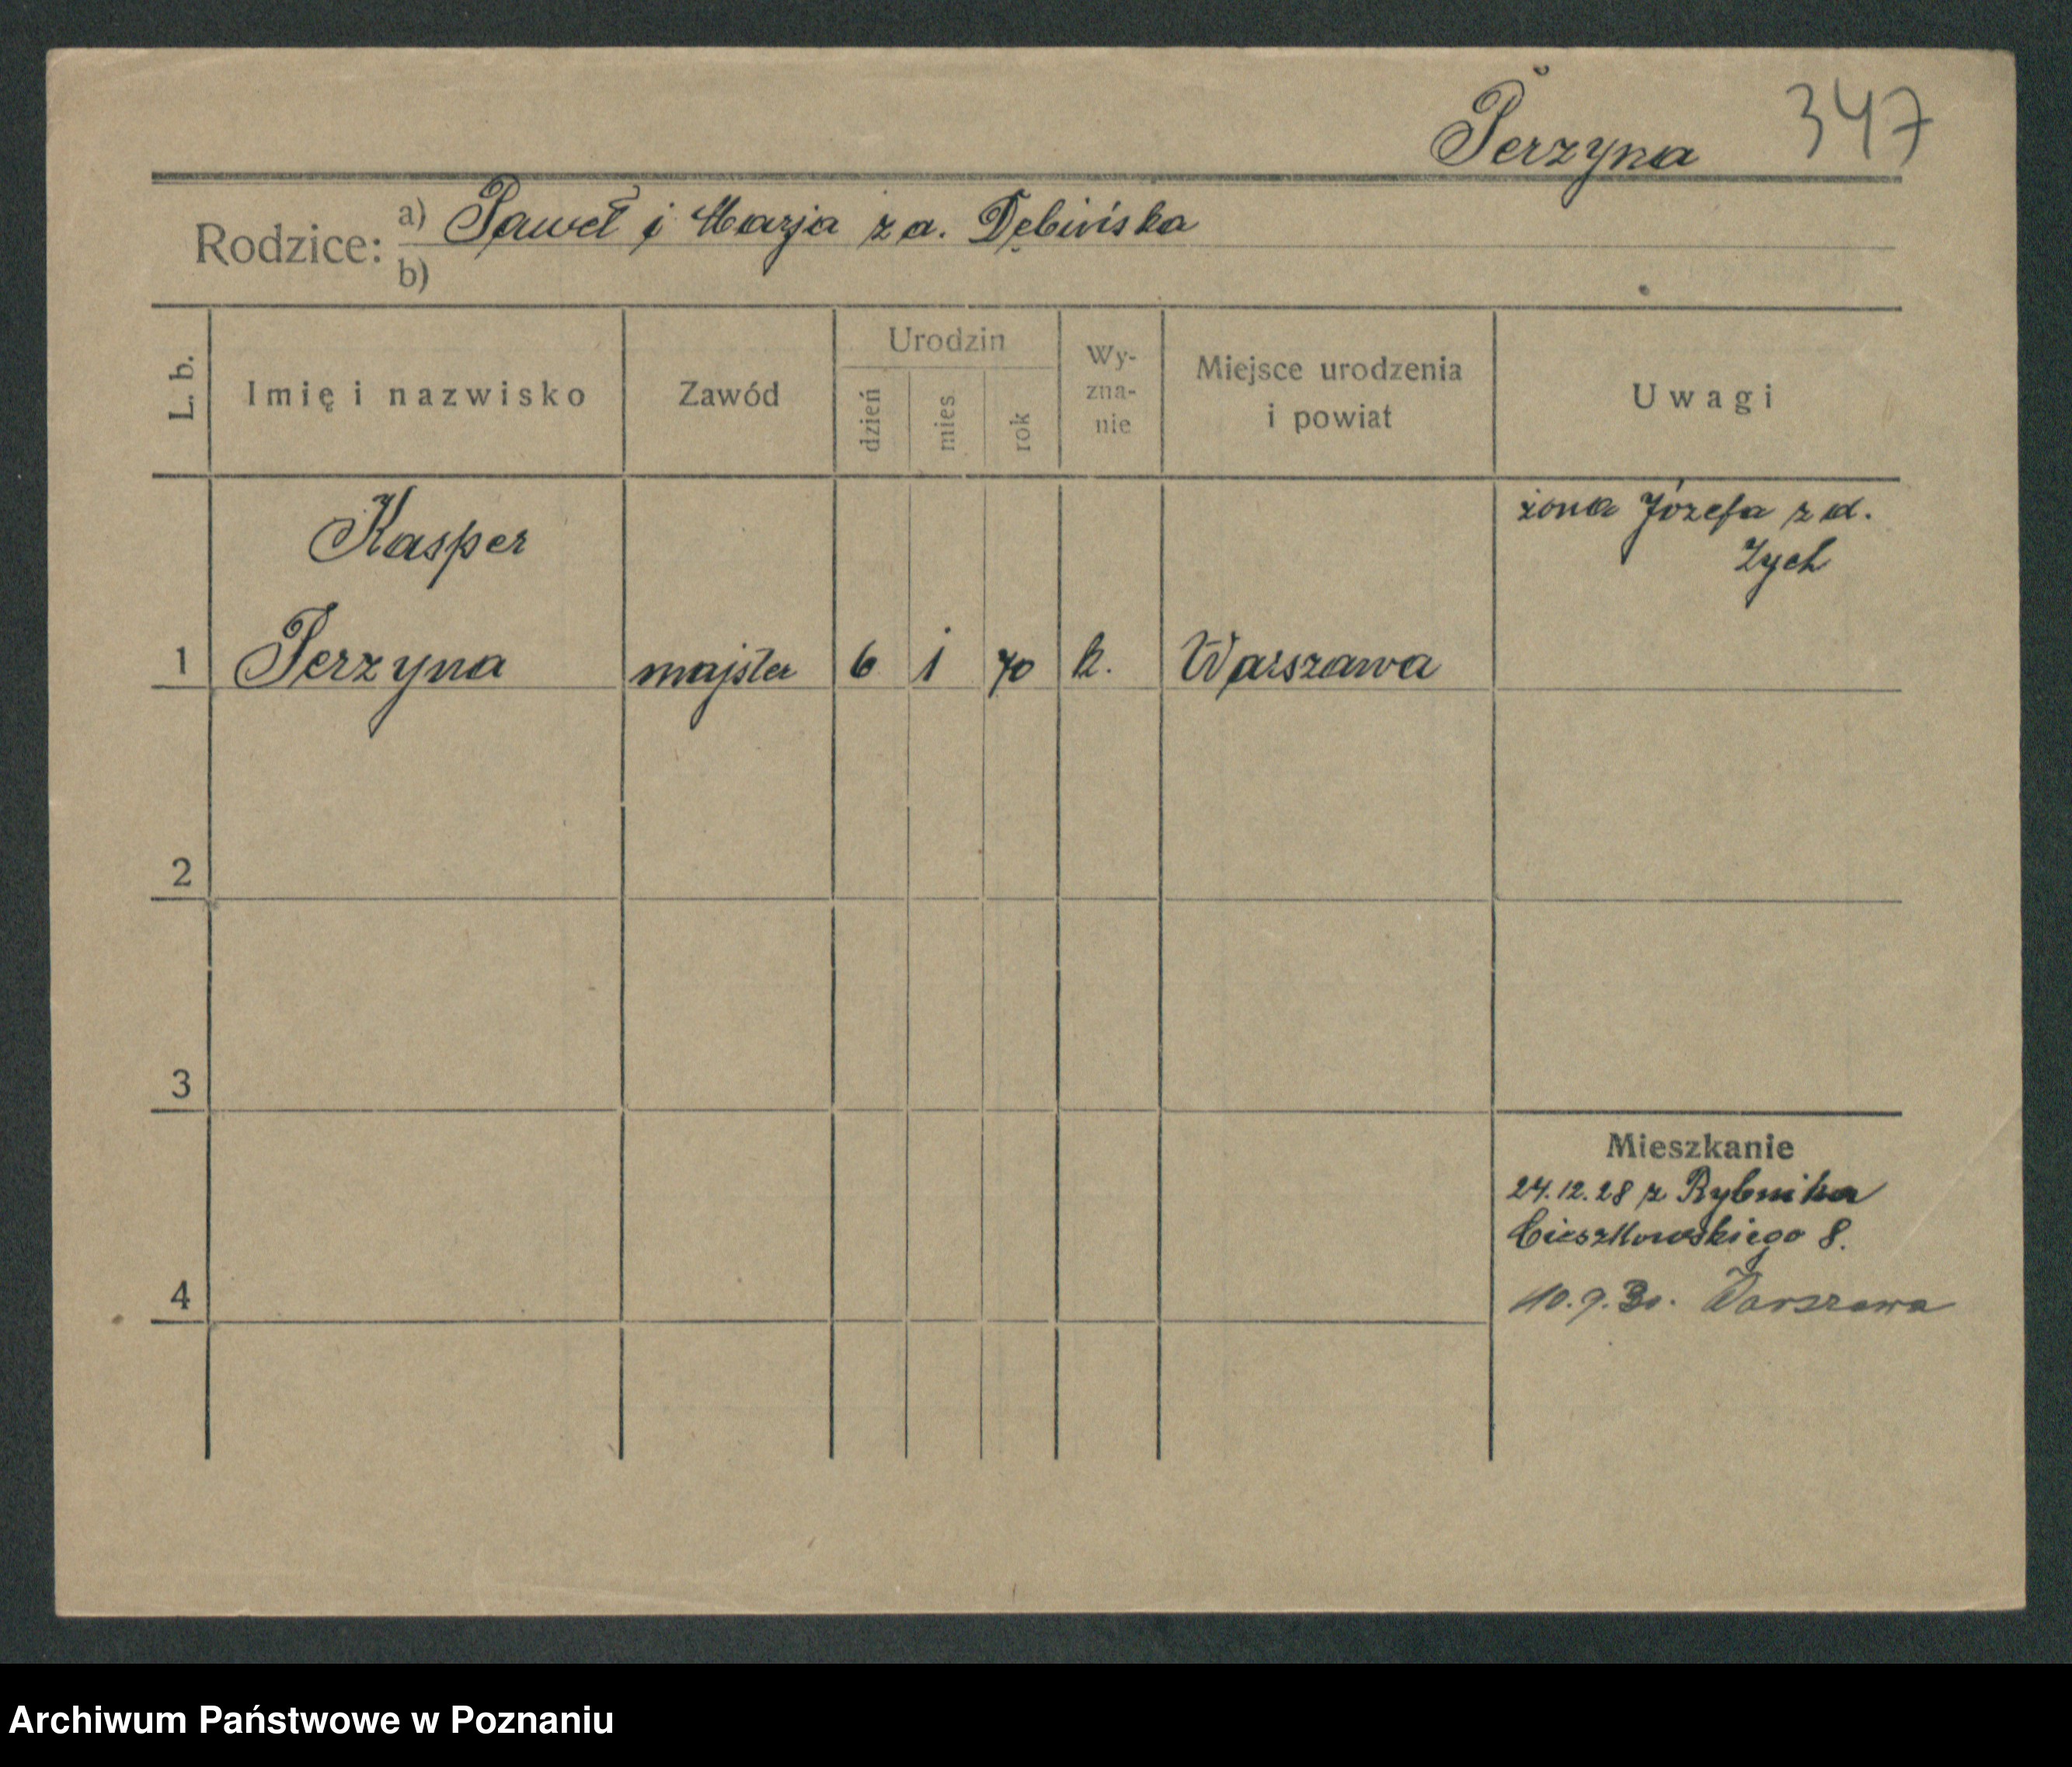 Perzyna 347
Rodzice: a) Paweł i Marja z d. Dębińska
b)
L. b. Imię i nazwisko Zawód Urodzin dzień mies. rok Wy-zna-nie Miejsce urodzenia i powiat Uwagi
żona Józefa z d.
Zych
Kasper
1 Perzyna majster 6 1 70 k. Warszawa
2
3
Mieszkanie
24.12.28 z Rybnika
Cieszkowskiego 8.
4
10.9.30. Warszawa
Archiwum Państwowe w Poznaniu